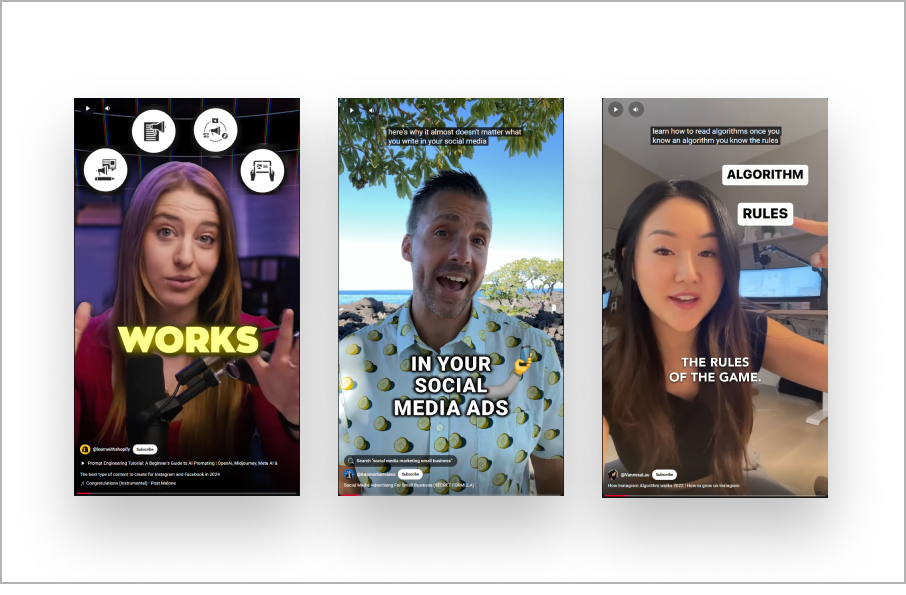 WORKS
@learnwithshopify Subscribe
Prompt Engineering Tutorial: A Beginner's Guide to AI Prompting | OpenAI, Midjourney, Meta AI &
The best type of content to create for Instagram and Facebook in 2024
Congratulations (Instrumental) · Post Malone
here's why it almost doesn't matter what
you write in your social media
IN YOUR
SOCIAL
MEDIA ADS
Search "social media marketing small business"
Subscribe
Social Media Advertising For Small Business (SECRET FORMULA)
learn how to read algorithms once you
know an algorithm you know the rules
ALGORITHM
RULES
THE RULES
OF THE GAME.
@VanessaLau Subscribe
How Instagram Algorithm works 2023 | How to grow on Instagram